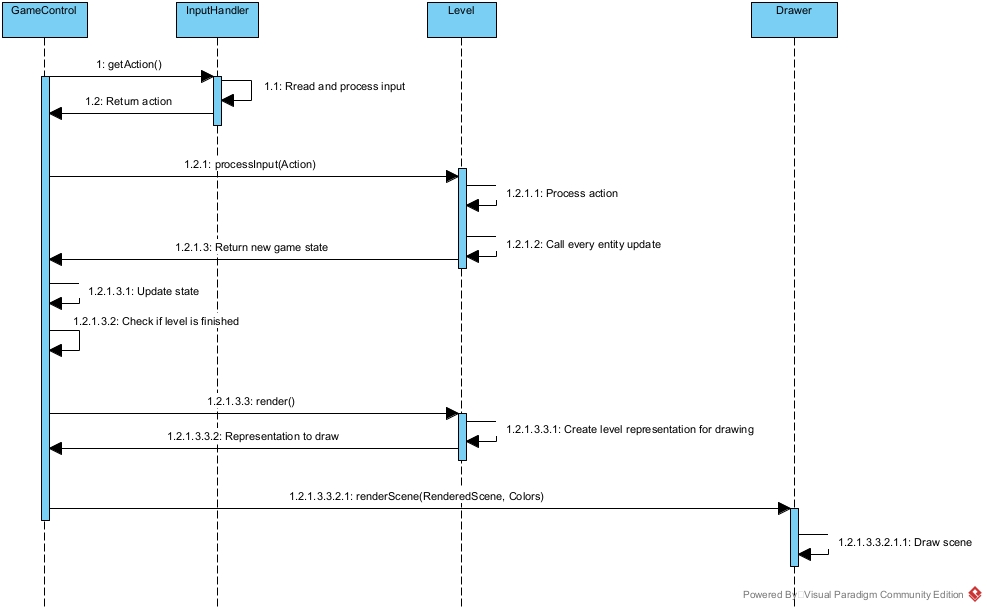 GameControl
InputHandler
Level
Drawer
1: getAction()
1.1: Rread and process input
1.2: Return action
1.2.1: processInput(Action)
1.2.1.1: Process action
1.2.1.2: Call every entity update
1.2.1.3: Return new game state
1.2.1.3.1: Update state
1.2.1.3.2: Check if level is finished
1.2.1.3.3: render()
1.2.1.3.3.1: Create level representation for drawing
1.2.1.3.3.2: Representation to draw
1.2.1.3.3.2.1: renderScene(RenderedScene, Colors)
1.2.1.3.3.2.1.1: Draw scene
Powered By Visual Paradigm Community Edition